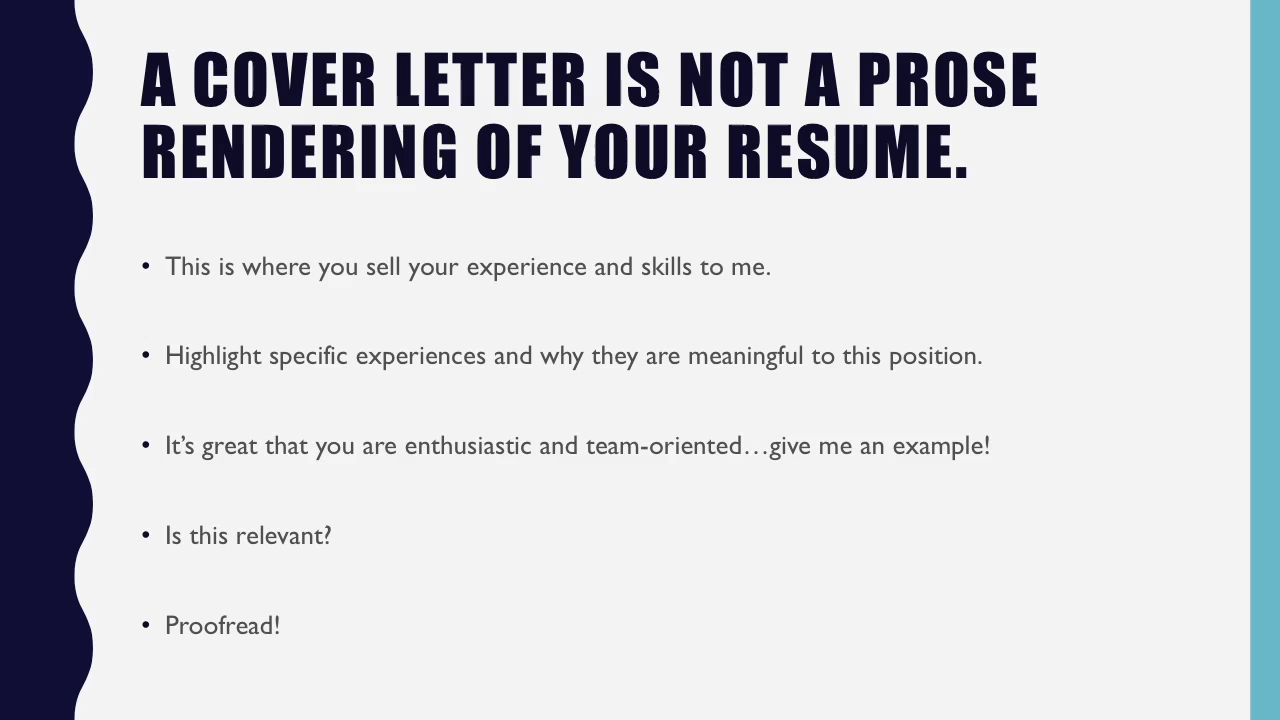 A COVER LETTER IS NOT A PROSE
RENDERING OF YOUR RESUME.
• This is where you sell your experience and skills to me.
• Highlight specific experiences and why they are meaningful to this position.
• It’s great that you are enthusiastic and team-oriented…give me an example!
• Is this relevant?
• Proofread!